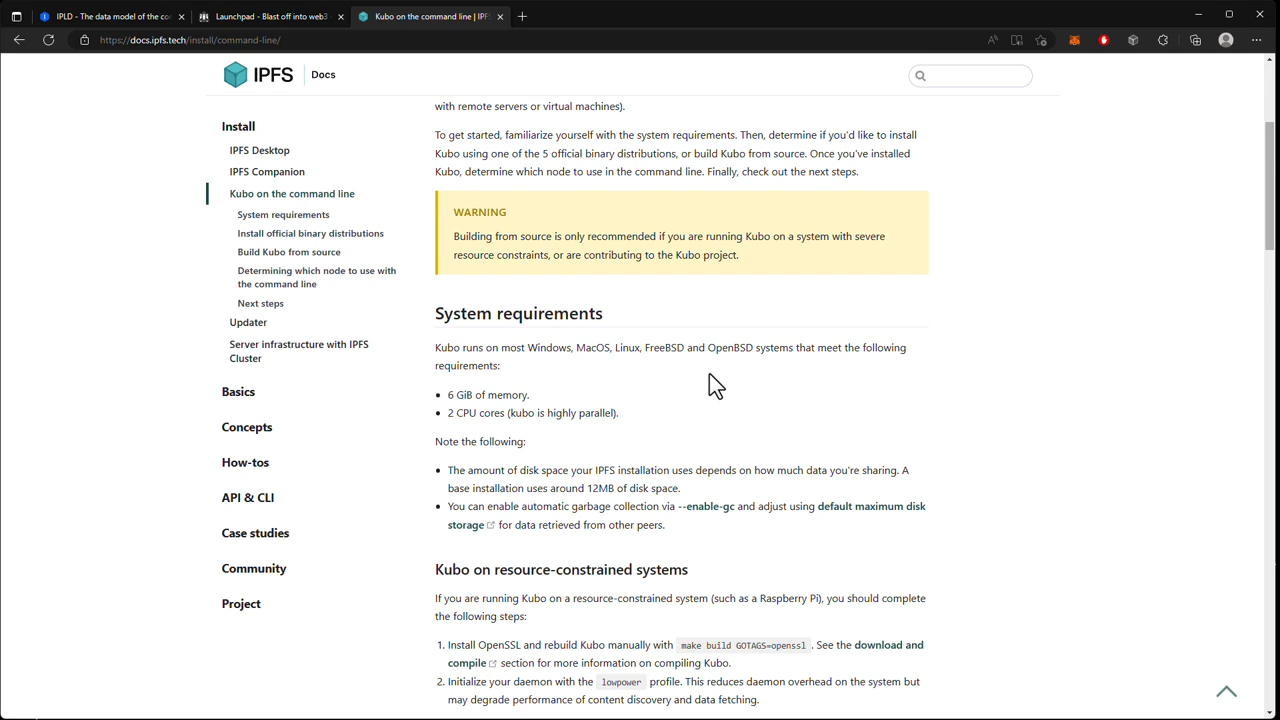 IPLD - The data model of the co
Launchpad - Blast off into web3
Kubo on the command line | IPF
https://docs.ipfs.tech/install/command-line/
IPFS Docs
with remote servers or virtual machines).
Install
IPFS Desktop
IPFS Companion
Kubo on the command line
System requirements
Install official binary distributions
Build Kubo from source
Determining which node to use with
the command line
Next steps
Updater
Server infrastructure with IPFS
Cluster
Basics
Concepts
How-tos
API & CLI
Case studies
Community
Project
To get started, familiarize yourself with the system requirements. Then, determine if you'd like to install
Kubo using one of the 5 official binary distributions, or build Kubo from source. Once you've installed
Kubo, determine which node to use in the command line. Finally, check out the next steps.
WARNING
Building from source is only recommended if you are running Kubo on a system with severe
resource constraints, or are contributing to the Kubo project.
System requirements
Kubo runs on most Windows, MacOS, Linux, FreeBSD and OpenBSD systems that meet the following
requirements:
• 6 GiB of memory.
• 2 CPU cores (kubo is highly parallel).
Note the following:
• The amount of disk space your IPFS installation uses depends on how much data you're sharing. A
base installation uses around 12MB of disk space.
• You can enable automatic garbage collection via --enable-gc and adjust using default maximum disk
storage for data retrieved from other peers.
Kubo on resource-constrained systems
If you are running Kubo on a resource-constrained system (such as a Raspberry Pi), you should complete
the following steps:
1. Install OpenSSL and rebuild Kubo manually with make build GOTAGS=openssl . See the download and
compile section for more information on compiling Kubo.
2. Initialize your daemon with the lowpower profile. This reduces daemon overhead on the system but
may degrade performance of content discovery and data fetching.